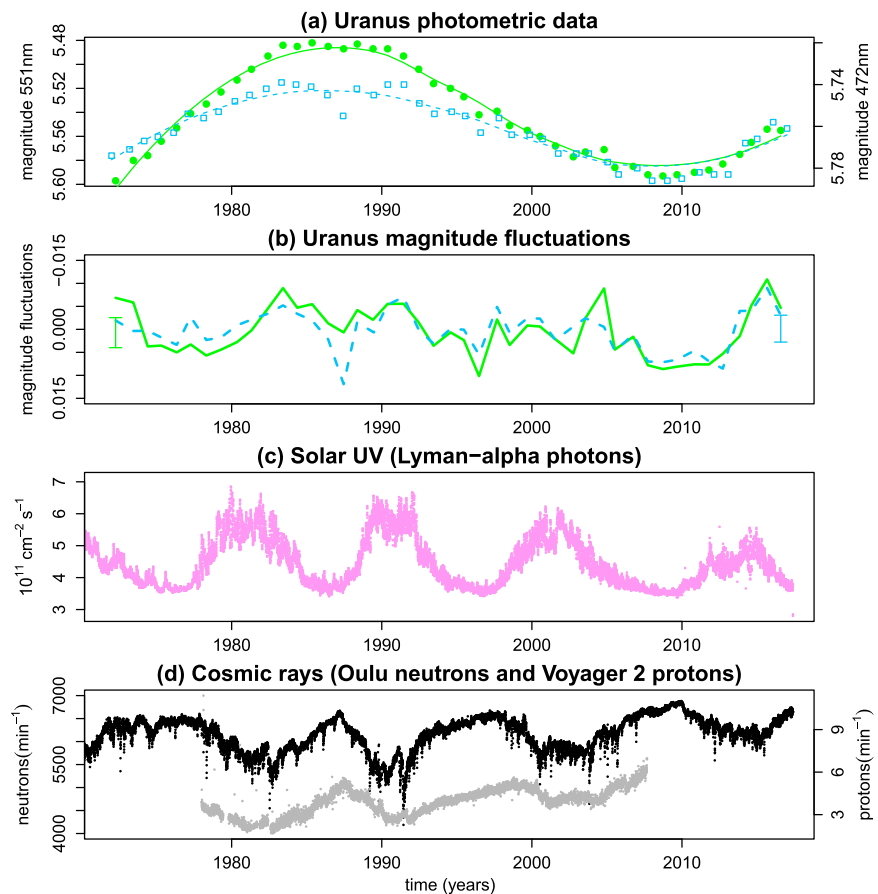 (a) Uranus photometric data
magnitude 551nm
5.48
5.52
5.56
5.60
5.74
5.78
magnitude 472nm
1980 1990 2000 2010
(b) Uranus magnitude fluctuations
magnitude fluctuations
−0.015
0.000
0.015
1980 1990 2000 2010
(c) Solar UV (Lyman−alpha photons)
10¹¹ cm⁻² s⁻¹
7
6
5
4
3
1980 1990 2000 2010
(d) Cosmic rays (Oulu neutrons and Voyager 2 protons)
neutrons(min⁻¹)
7000
5500
4000
9
6
3
protons(min⁻¹)
1980 1990 2000 2010
time (years)